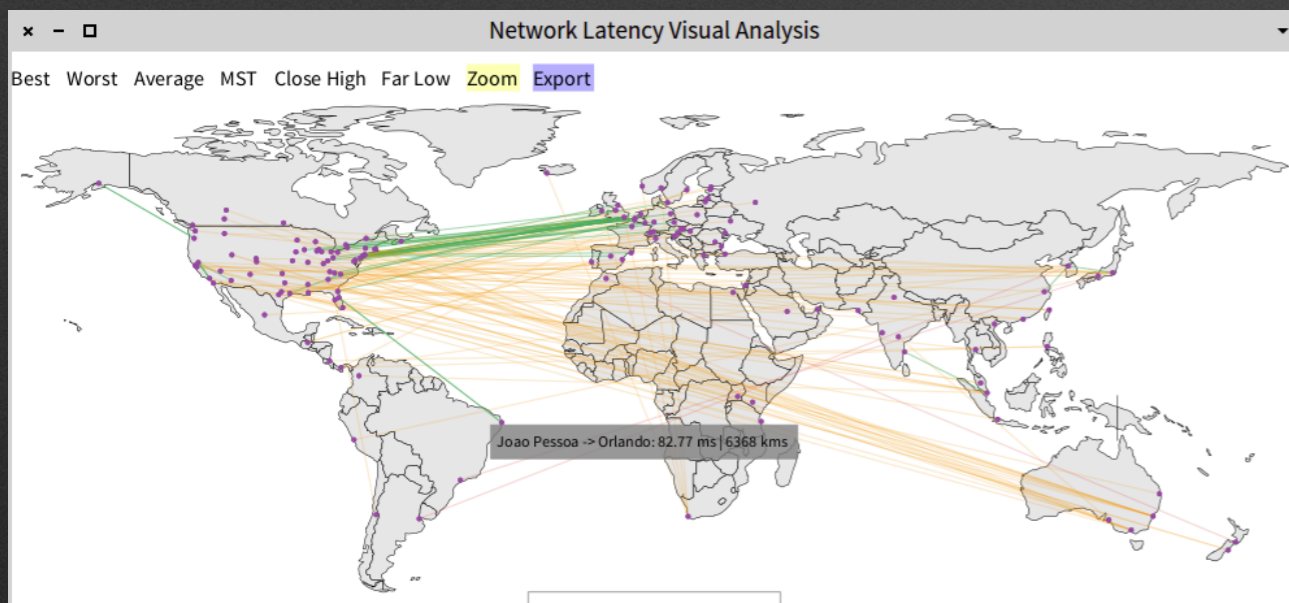 Network Latency Visual Analysis
Best Worst Average MST Close High Far Low Zoom Export
Joao Pessoa -> Orlando: 82.77 ms | 6368 kms